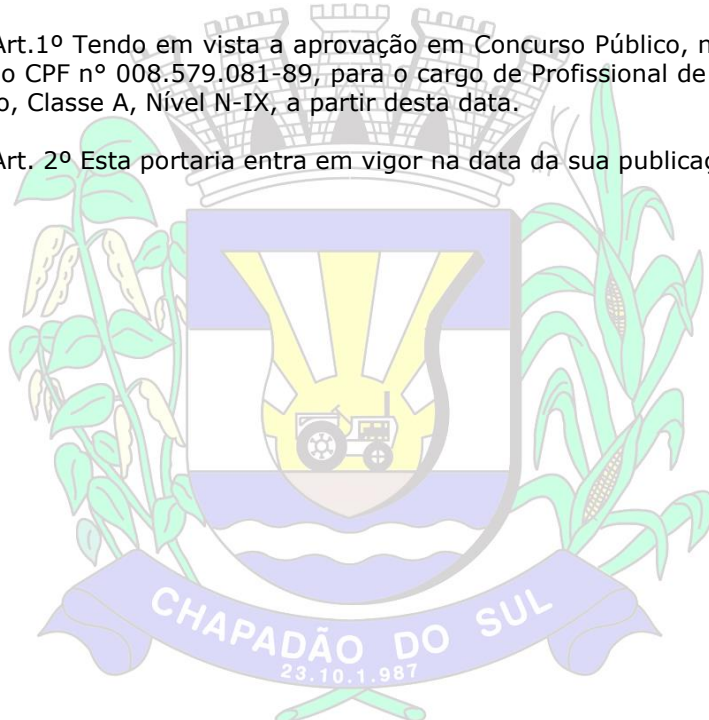 Art.1º Tendo em vista a aprovação em Concurso Público, n
o CPF n° 008.579.081-89, para o cargo de Profissional de
o, Classe A, Nível N-IX, a partir desta data.
Art. 2º Esta portaria entra em vigor na data da sua publicaç
CHAPADÃO DO SUL
23.10.1.987